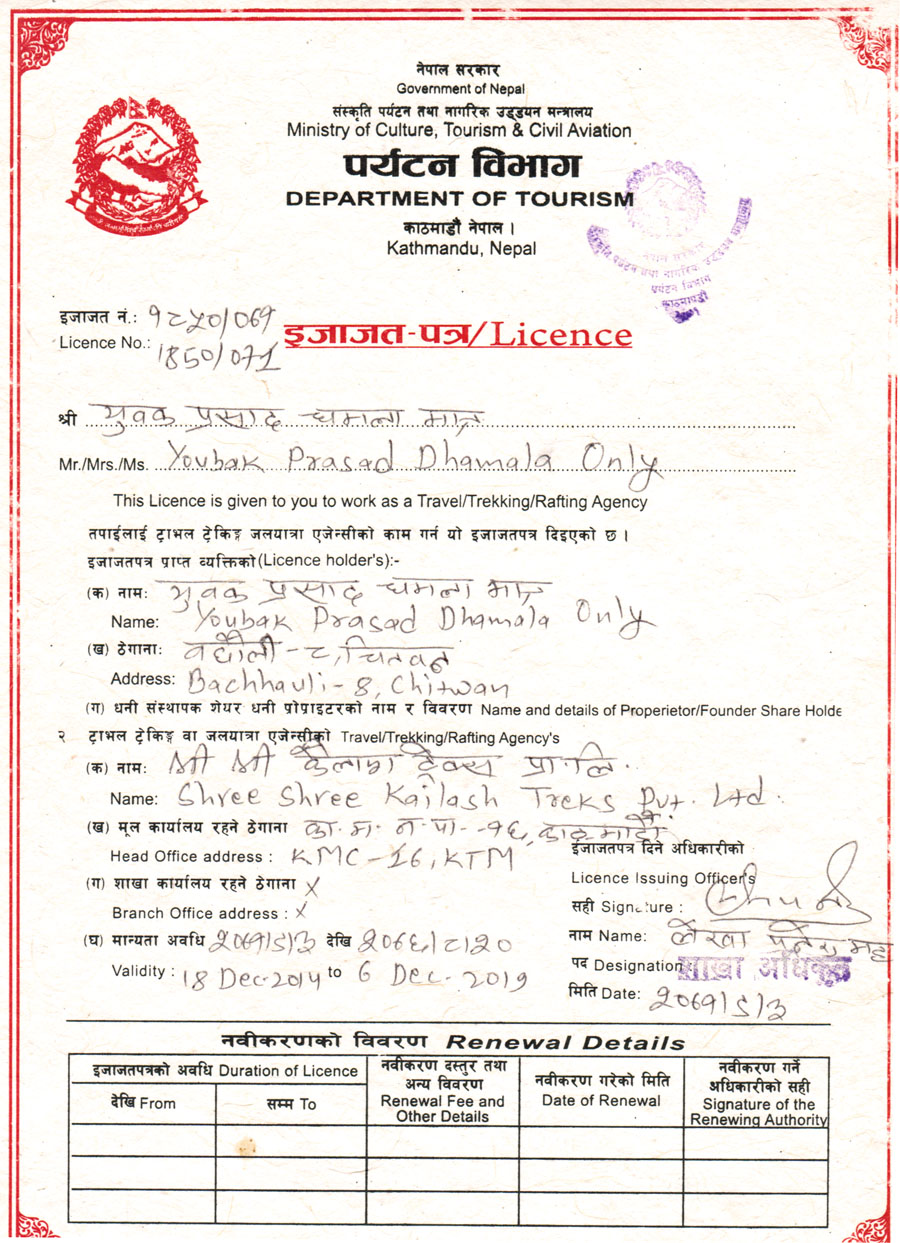 नेपाल सरकार
Government of Nepal
संस्कृति पर्यटन तथा नागरिक उड्डयन मन्त्रालय
Ministry of Culture, Tourism & Civil Aviation
पर्यटन विभाग
DEPARTMENT OF TOURISM
काठमाडौं नेपाल ।
Kathmandu, Nepal
नेपाल सरकार
संस्कृति पर्यटन तथा नागरिक उड्डयन
पर्यटन विभाग
काठमाण्डौ
इजाजत नं.: १८५०/०७१
Licence No.: 1850/071
इजाजत-पत्र/Licence
श्री युवक प्रसाद धमला मात्र
Mr./Mrs./Ms. Youbak Prasad Dhamala Only
This Licence is given to you to work as a Travel/Trekking/Rafting Agency
तपाईलाई ट्राभल ट्रेकिङ्ग जलयात्रा एजेन्सीको काम गर्न यो इजाजतपत्र दिइएको छ ।
इजाजतपत्र प्राप्त व्यक्तिको (Licence holder's):-
(क) नामः युवक प्रसाद धमला मात्र
Name: Youbak Prasad Dhamala Only
(ख) ठेगानाः बछौली-८, चितवन
Address: Bachhauli-8, Chitwan
(ग) धनी संस्थापक शेयर धनी प्रोप्राइटरको नाम र विवरण Name and details of Properietor/Founder Share Holde
२ ट्राभल ट्रेकिङ्ग वा जलयात्रा एजेन्सीको Travel/Trekking/Rafting Agency's
(क) नामः श्री श्री कैलाश ट्रेक्स प्रा.लि.
Name: Shree Shree Kailash Treks Pvt. Ltd.
(ख) मूल कार्यालय रहने ठेगाना का.म.न.पा.-१६, काठमाडौं
Head Office address : KMC-16, KTM
(ग) शाखा कार्यालय रहने ठेगाना X
Branch Office address : X
(घ) मान्यता अवधि २०७१/९/३ देखि २०७६/८/२०
Validity : 18 Dec-2014 to 6 Dec-2019
इजाजतपत्र दिने अधिकारीको
Licence Issuing Officer's
सही Signature :
नाम Name:
पद Designation शाखा अधिकृत
मिति Date: २०७१/९/३
नवीकरणको विवरण Renewal Details
इजाजतपत्रको अवधि Duration of Licence
देखि From
सम्म To
नवीकरण दस्तुर तथा
अन्य विवरण
Renewal Fee and
Other Details
नवीकरण गरेको मिति
Date of Renewal
नवीकरण गर्ने
अधिकारीको सही
Signature of the
Renewing Authority